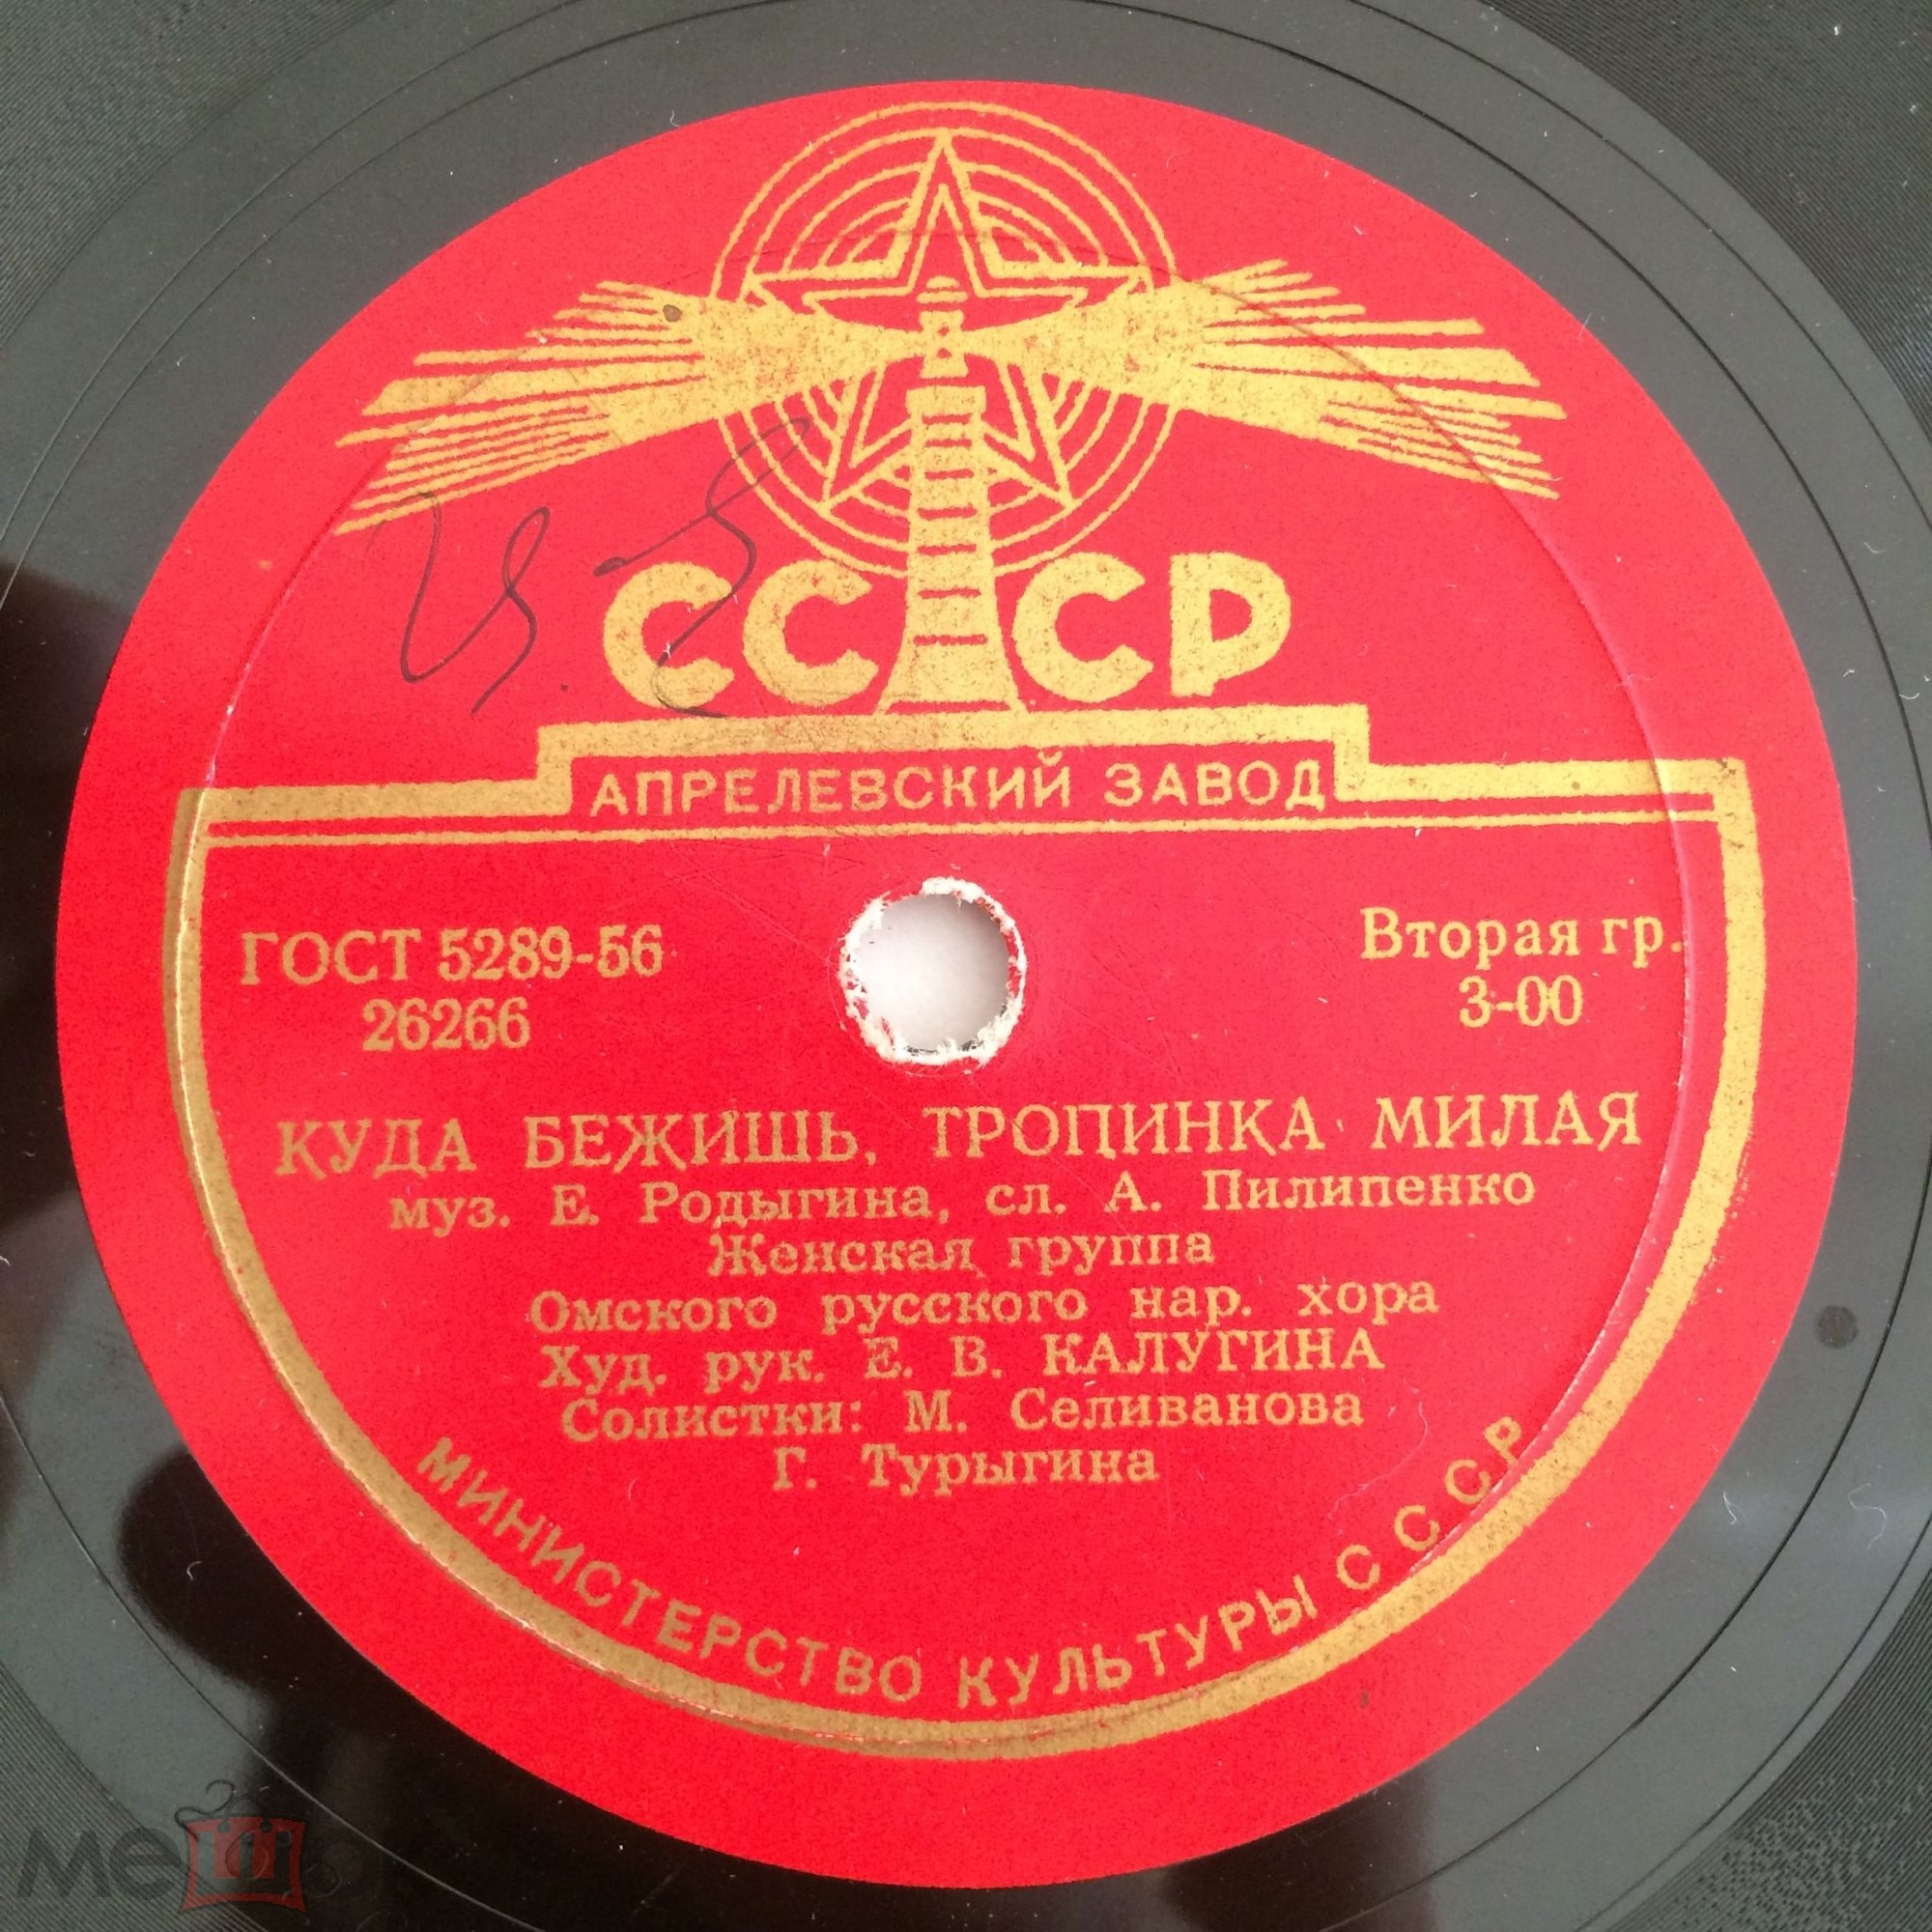 СССР
АПРЕЛЕВСКИЙ ЗАВОД
ГОСТ 5289-56
26266
Вторая гр.
3-00
КУДА БЕЖИШЬ, ТРОПИНКА МИЛАЯ
муз. Е. Родыгина, сл. А. Пилипенко
Женская группа
Омского русского нар. хора
Худ. рук. Е. В. КАЛУГИНА
Солистки: М. Селиванова
Г. Турыгина
МИНИСТЕРСТВО КУЛЬТУРЫ СССР